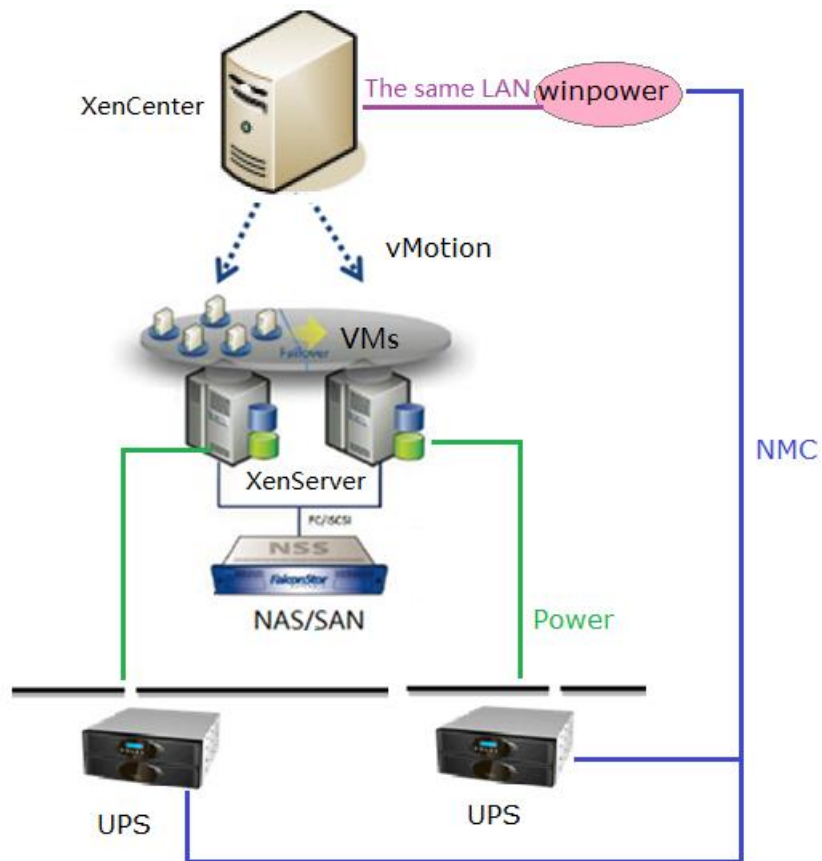 The same LAN
winpower
XenCenter
vMotion
VMs
Failover
NMC
XenServer
FC/iSCSI
NSS
FalconStor
NAS/SAN
Power
UPS
UPS